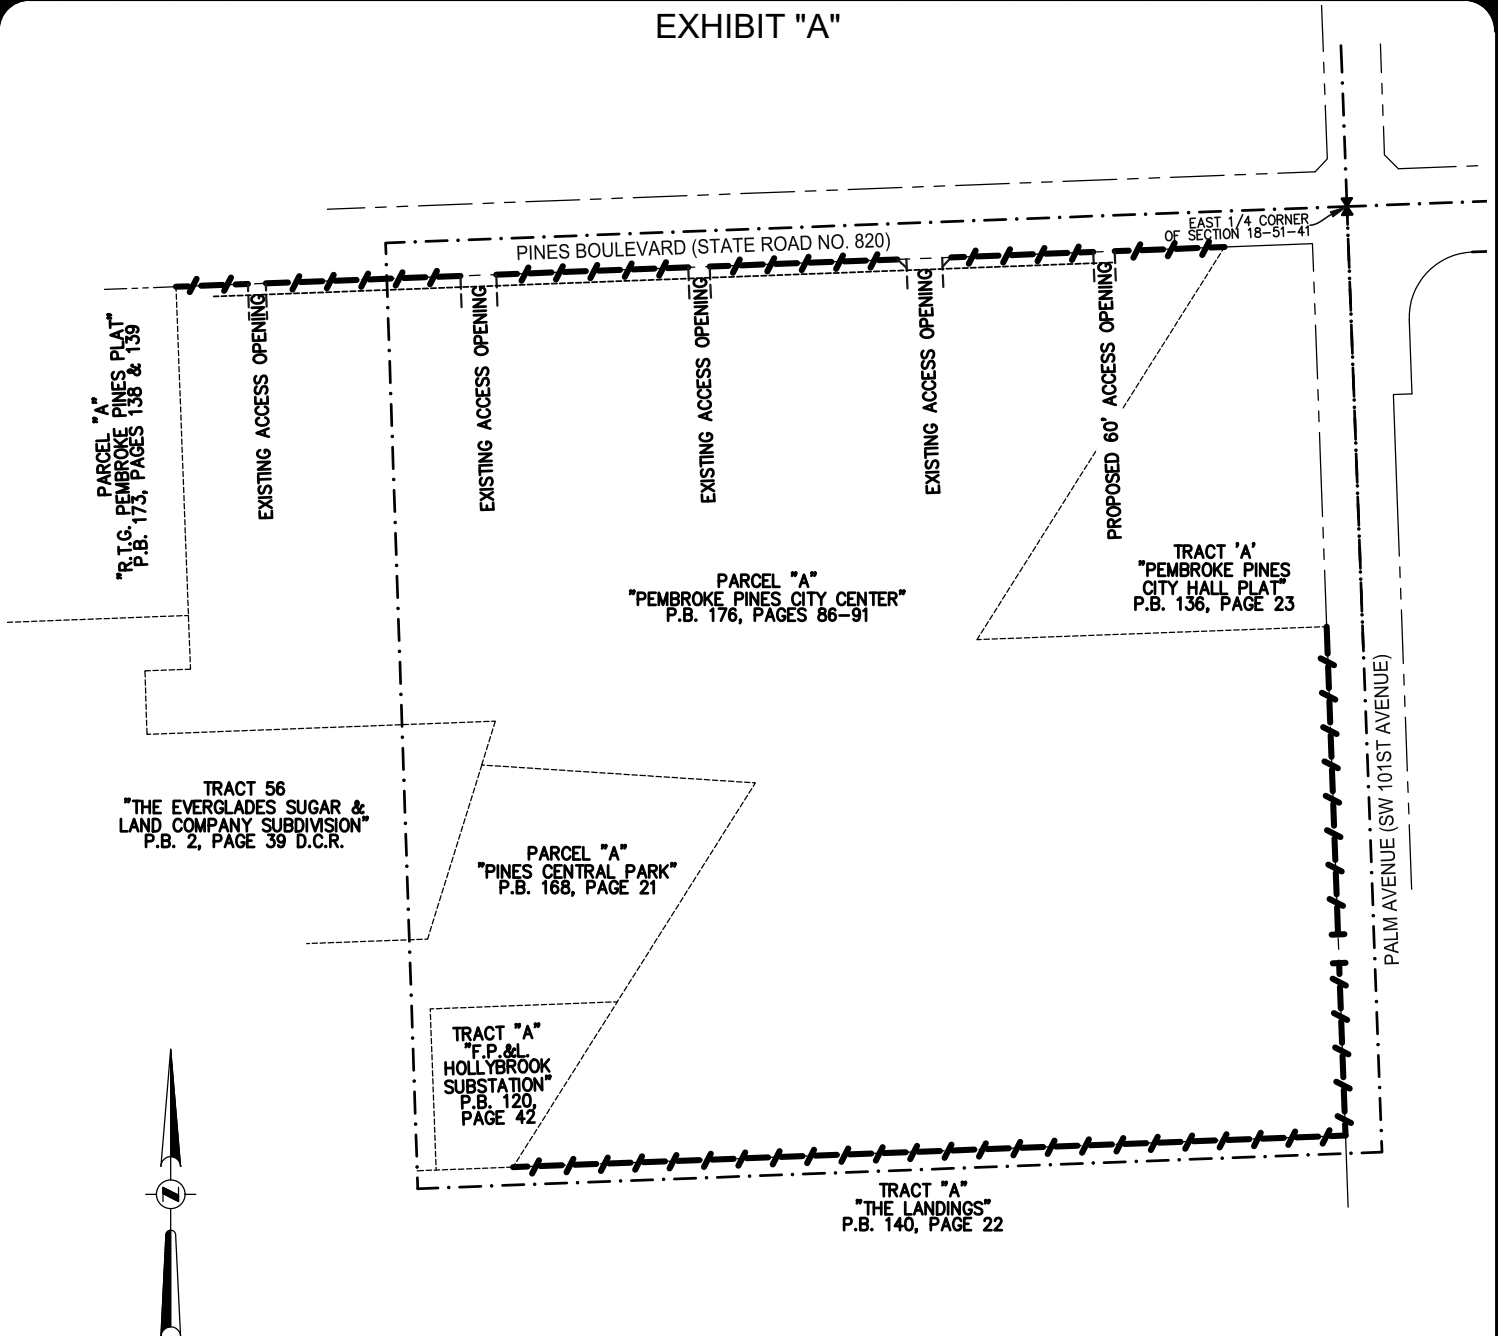 EXHIBIT "A"
EAST 1/4 CORNER
OF SECTION 18-51-41
PINES BOULEVARD (STATE ROAD NO. 820)
PARCEL "A"
"R.T.G. PEMBROKE PINES PLAT"
P.B. 173, PAGES 138 & 139
EXISTING ACCESS OPENING
EXISTING ACCESS OPENING
EXISTING ACCESS OPENING
EXISTING ACCESS OPENING
PROPOSED 60' ACCESS OPENING
TRACT 'A'
"PEMBROKE PINES
CITY HALL PLAT"
P.B. 136, PAGE 23
PARCEL "A"
"PEMBROKE PINES CITY CENTER"
P.B. 176, PAGES 86-91
PALM AVENUE (SW 101ST AVENUE)
TRACT 56
"THE EVERGLADES SUGAR &
LAND COMPANY SUBDIVISION"
P.B. 2, PAGE 39 D.C.R.
PARCEL "A"
"PINES CENTRAL PARK"
P.B. 168, PAGE 21
TRACT "A"
"F.P.&L.
HOLLYBROOK
SUBSTATION"
P.B. 120,
PAGE 42
TRACT "A"
"THE LANDINGS"
P.B. 140, PAGE 22
Z